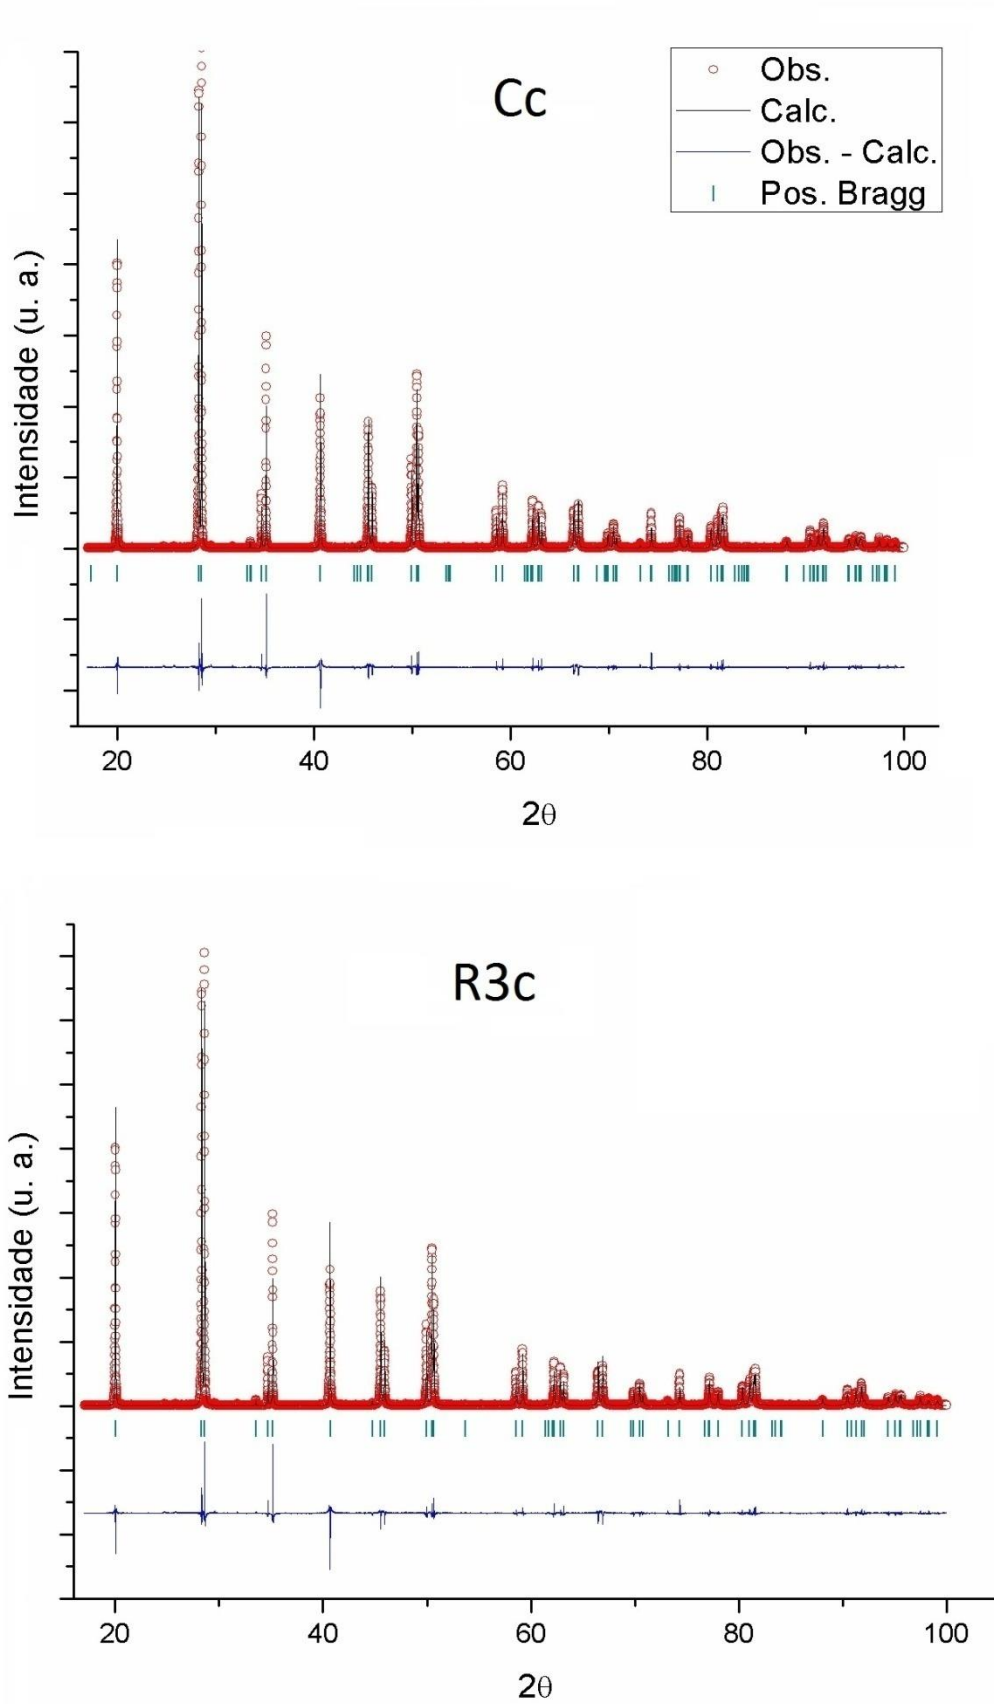 Cc
Obs.
Calc.
Obs. - Calc.
Pos. Bragg
Intensidade (u. a.)
20 40 60 80 100
2θ
R3c
Intensidade (u. a.)
20 40 60 80 100
2θ